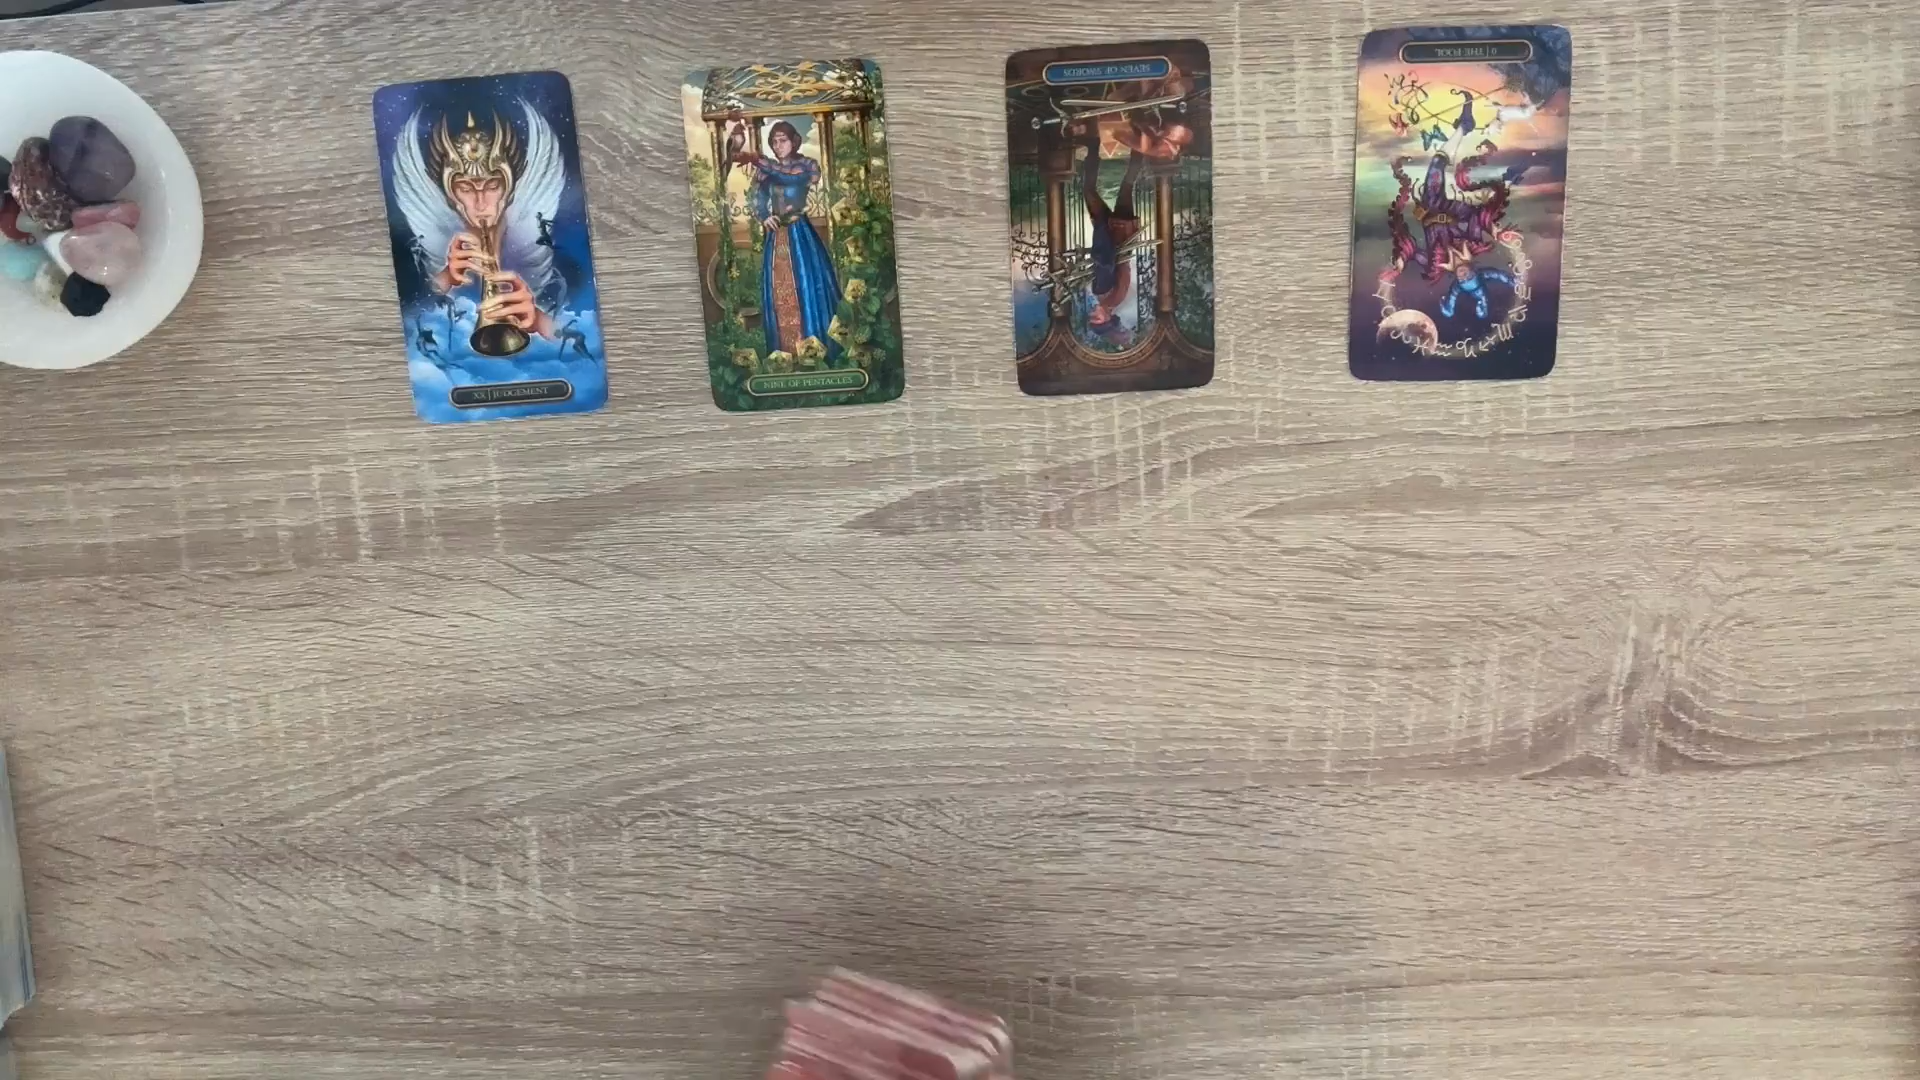 XX | JUDGEMENT
NINE OF PENTACLES
SEVEN OF SWORDS
0 | THE FOOL